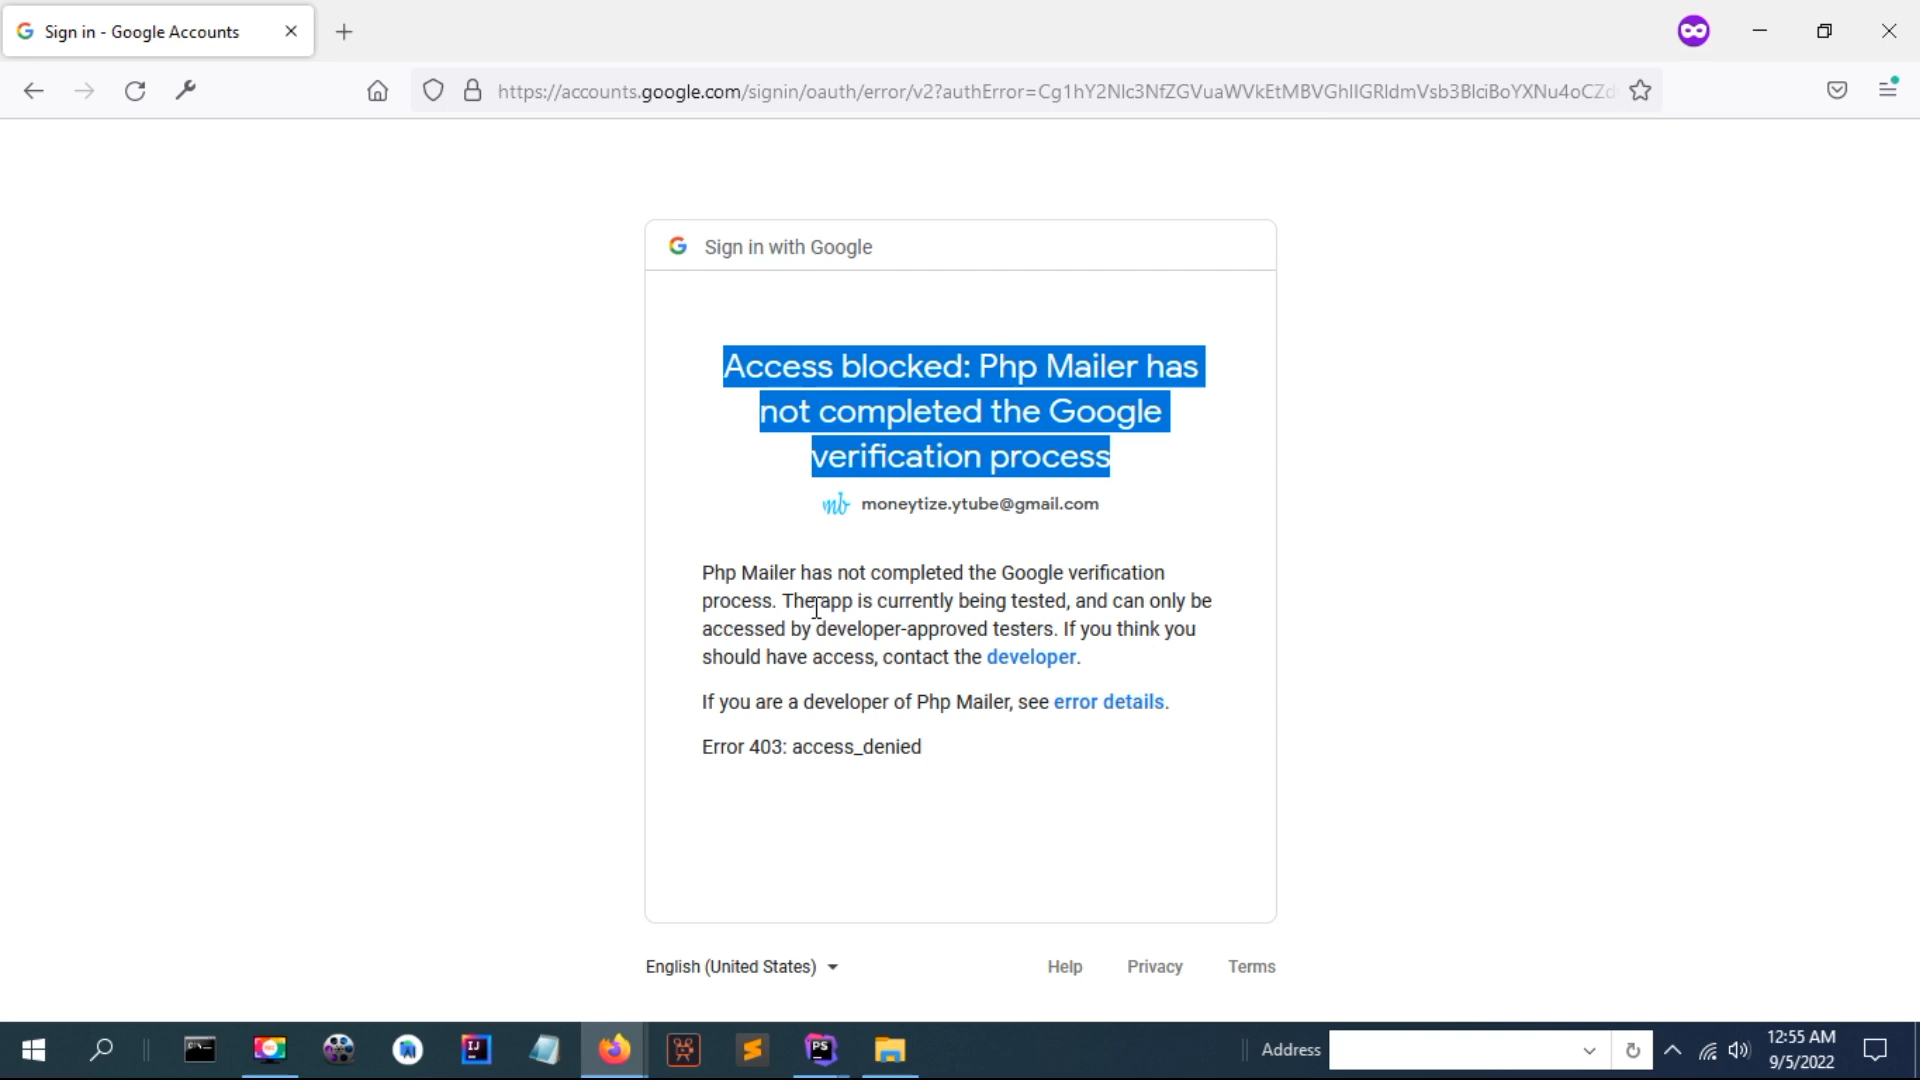 Sign in - Google Accounts
https://accounts.google.com/signin/oauth/error/v2?authError=
Sign in with Google
Access blocked: Php Mailer has
not completed the Google
verification process
mb moneytize.ytube@gmail.com
Php Mailer has not completed the Google verification
process. The app is currently being tested, and can only be
accessed by developer-approved testers. If you think you
should have access, contact the developer.
If you are a developer of Php Mailer, see error details.
Error 403: access_denied
English (United States)
Help Privacy Terms
IJ
PS
Address
12:55 AM
9/5/2022